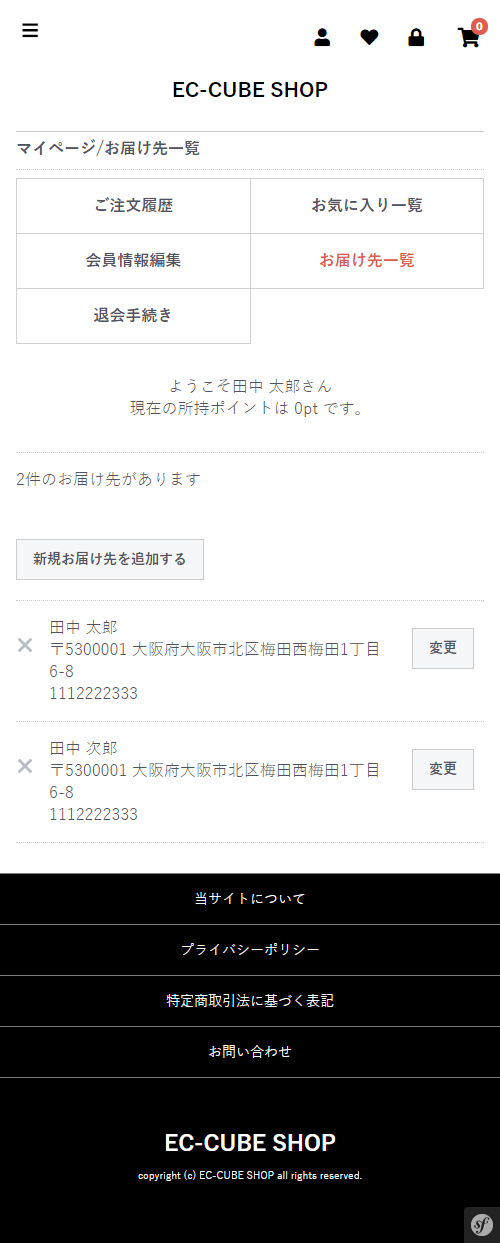 0
EC-CUBE SHOP
マイページ/お届け先一覧
ご注文履歴
お気に入り一覧
会員情報編集
お届け先一覧
退会手続き
ようこそ田中 太郎さん
現在の所持ポイントは 0pt です。
2件のお届け先があります
新規お届け先を追加する
田中 太郎
〒5300001 大阪府大阪市北区梅田西梅田1丁目
6-8
1112222333
変更
田中 次郎
〒5300001 大阪府大阪市北区梅田西梅田1丁目
6-8
1112222333
変更
当サイトについて
プライバシーポリシー
特定商取引法に基づく表記
お問い合わせ
EC-CUBE SHOP
copyright (c) EC-CUBE SHOP all rights reserved.
sf